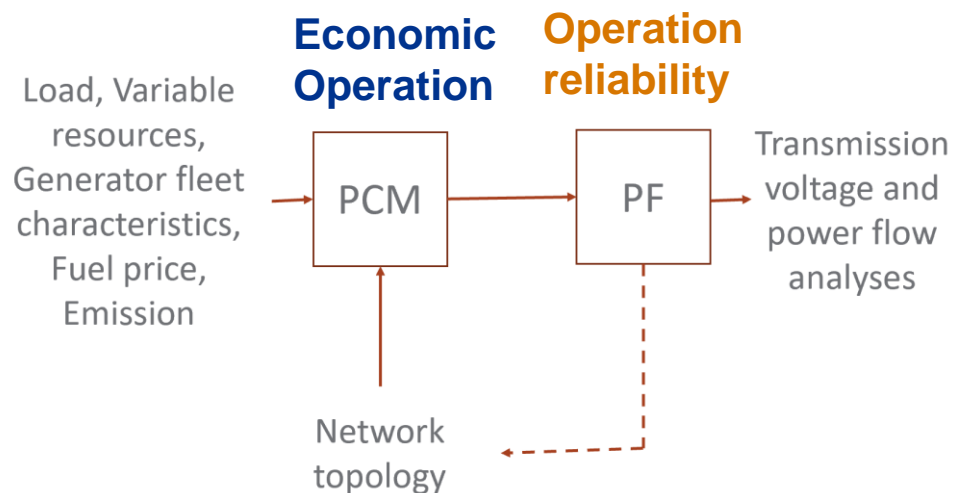 Economic
Operation
Operation
reliability
Load, Variable
resources,
Generator fleet
characteristics,
Fuel price,
Emission
PCM
PF
Transmission
voltage and
power flow
analyses
Network
topology